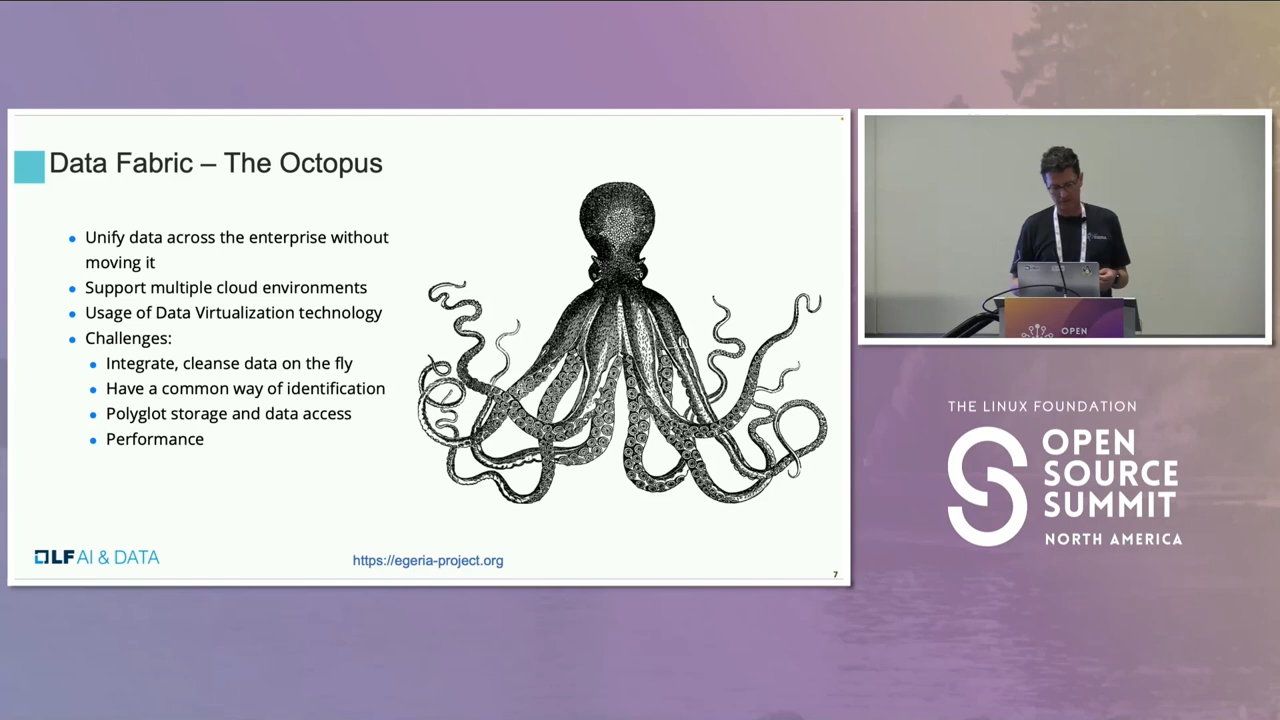 Data Fabric – The Octopus
Unify data across the enterprise without
moving it
Support multiple cloud environments
Usage of Data Virtualization technology
Challenges:
Integrate, cleanse data on the fly
Have a common way of identification
Polyglot storage and data access
Performance
LF AI & DATA
https://egeria-project.org
7
OPEN
THE LINUX FOUNDATION
OPEN
SOURCE
SUMMIT
NORTH AMERICA